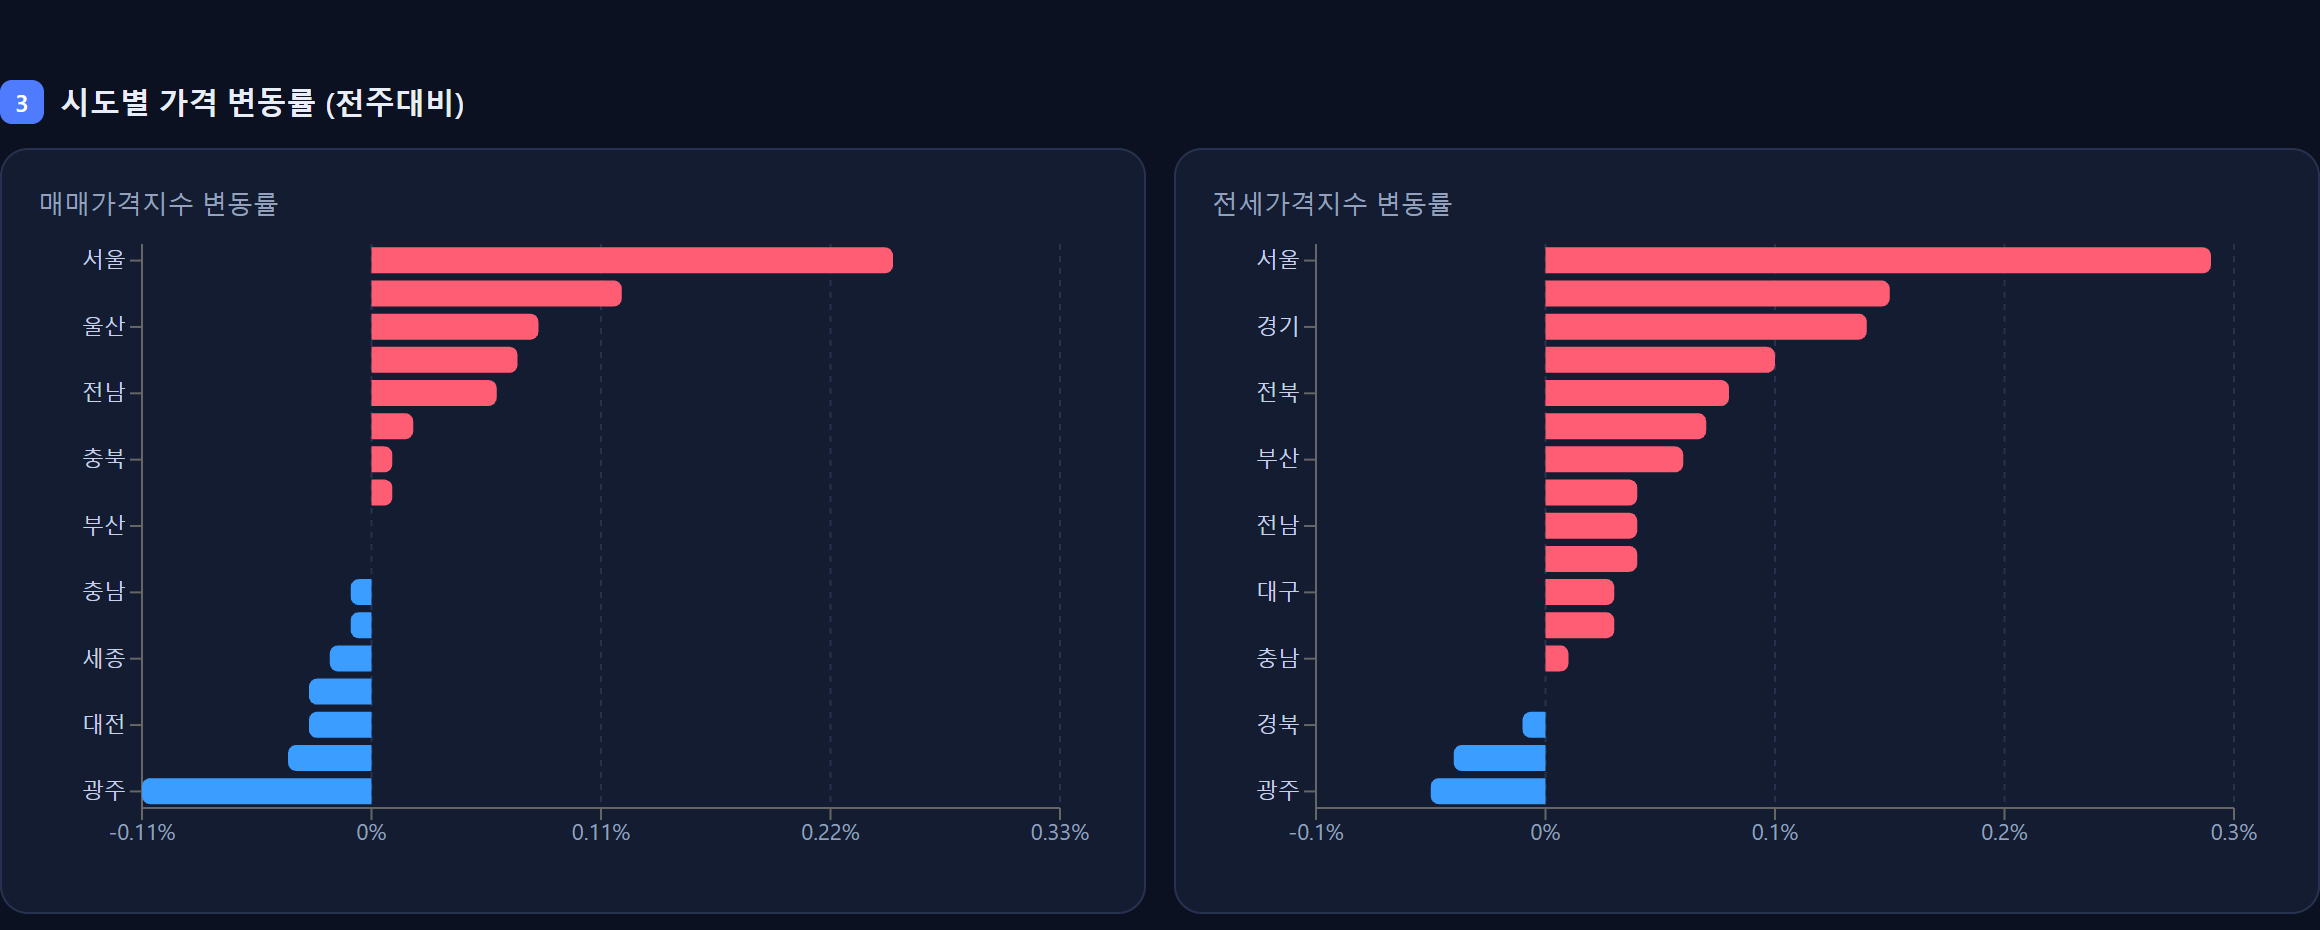 3 시도별 가격 변동률 (전주대비)
매매가격지수 변동률
서울
울산
전남
충북
부산
충남
세종
대전
광주
-0.11% 0% 0.11% 0.22% 0.33%
전세가격지수 변동률
서울
경기
전북
부산
전남
대구
충남
경북
광주
-0.1% 0% 0.1% 0.2% 0.3%